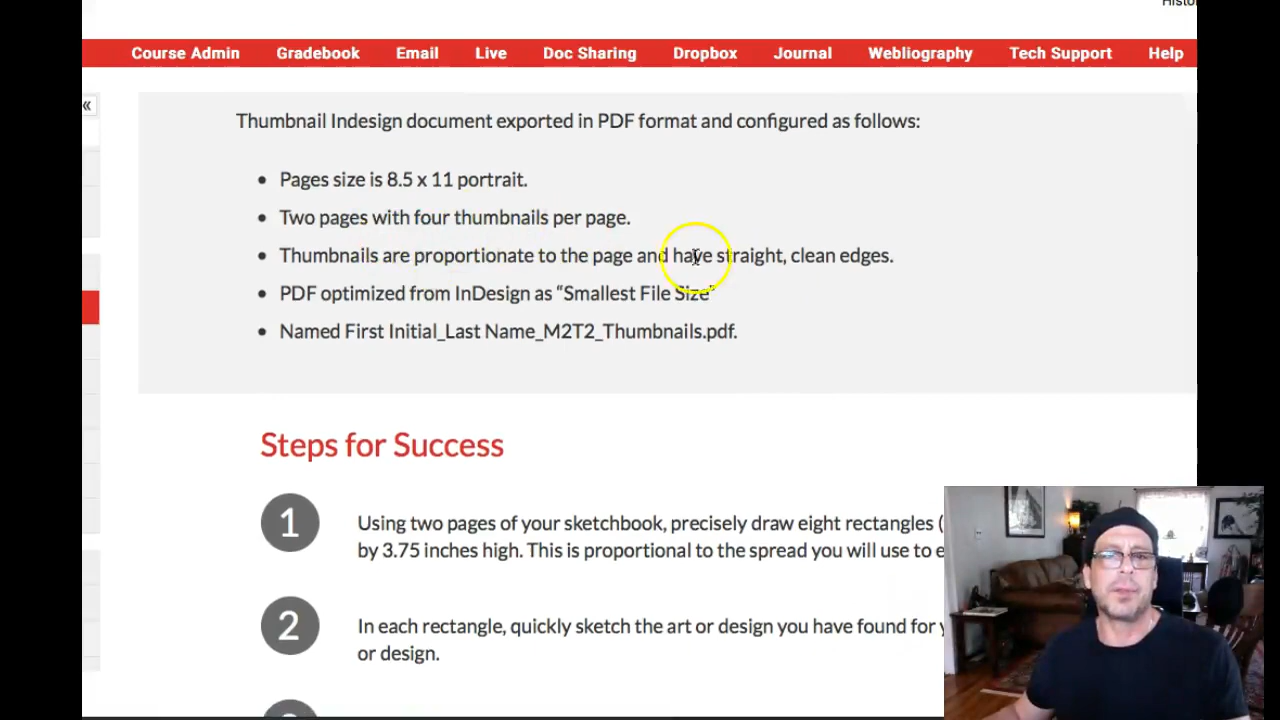 Course Admin Gradebook Email Live Doc Sharing Dropbox Journal Webliography Tech Support Help
«
Thumbnail Indesign document exported in PDF format and configured as follows:
• Pages size is 8.5 x 11 portrait.
• Two pages with four thumbnails per page.
• Thumbnails are proportionate to the page and have straight, clean edges.
• PDF optimized from InDesign as “Smallest File Size”
• Named First Initial_Last Name_M2T2_Thumbnails.pdf.
Steps for Success
1 Using two pages of your sketchbook, precisely draw eight rectangles (
by 3.75 inches high. This is proportional to the spread you will use to
2 In each rectangle, quickly sketch the art or design you have found for
or design.